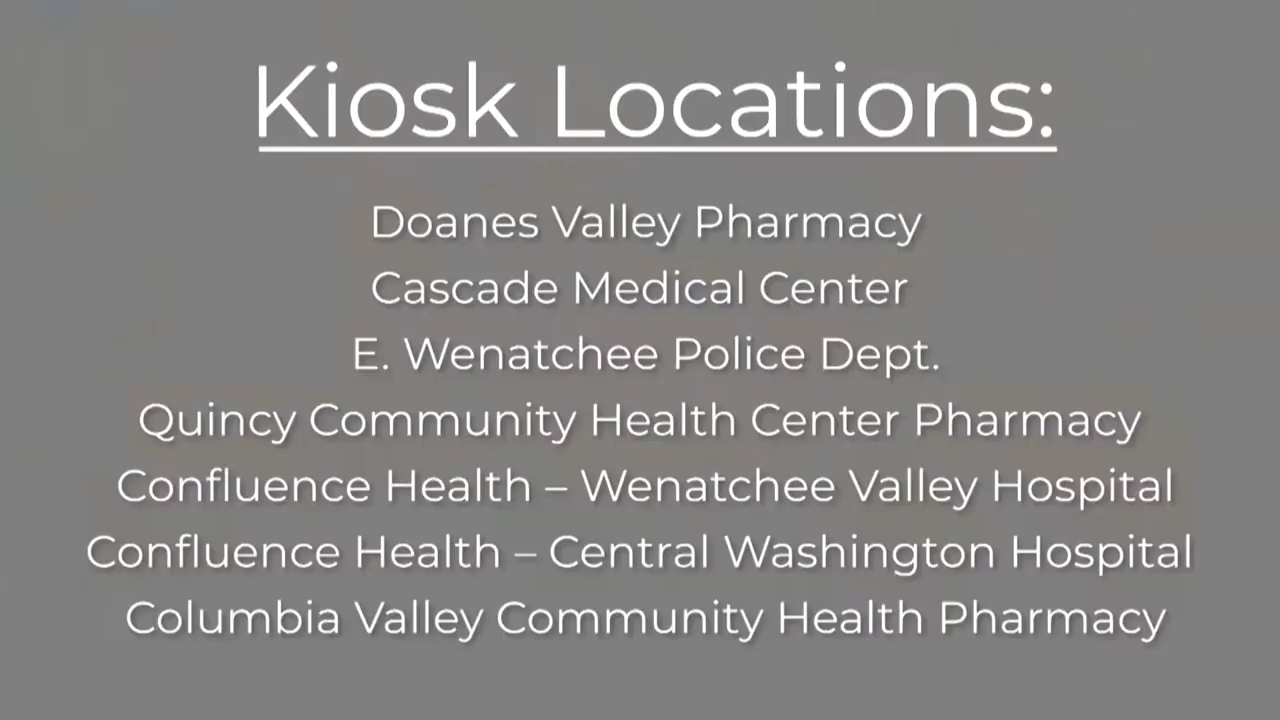 Kiosk Locations:
Doanes Valley Pharmacy
Cascade Medical Center
E. Wenatchee Police Dept.
Quincy Community Health Center Pharmacy
Confluence Health – Wenatchee Valley Hospital
Confluence Health – Central Washington Hospital
Columbia Valley Community Health Pharmacy